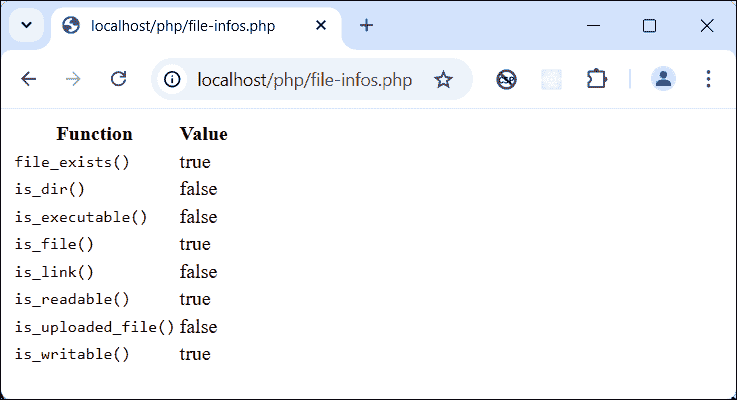 localhost/php/file-infos.php
localhost/php/file-infos.php
CSP
Function Value
file_exists() true
is_dir() false
is_executable() false
is_file() true
is_link() false
is_readable() true
is_uploaded_file() false
is_writable() true